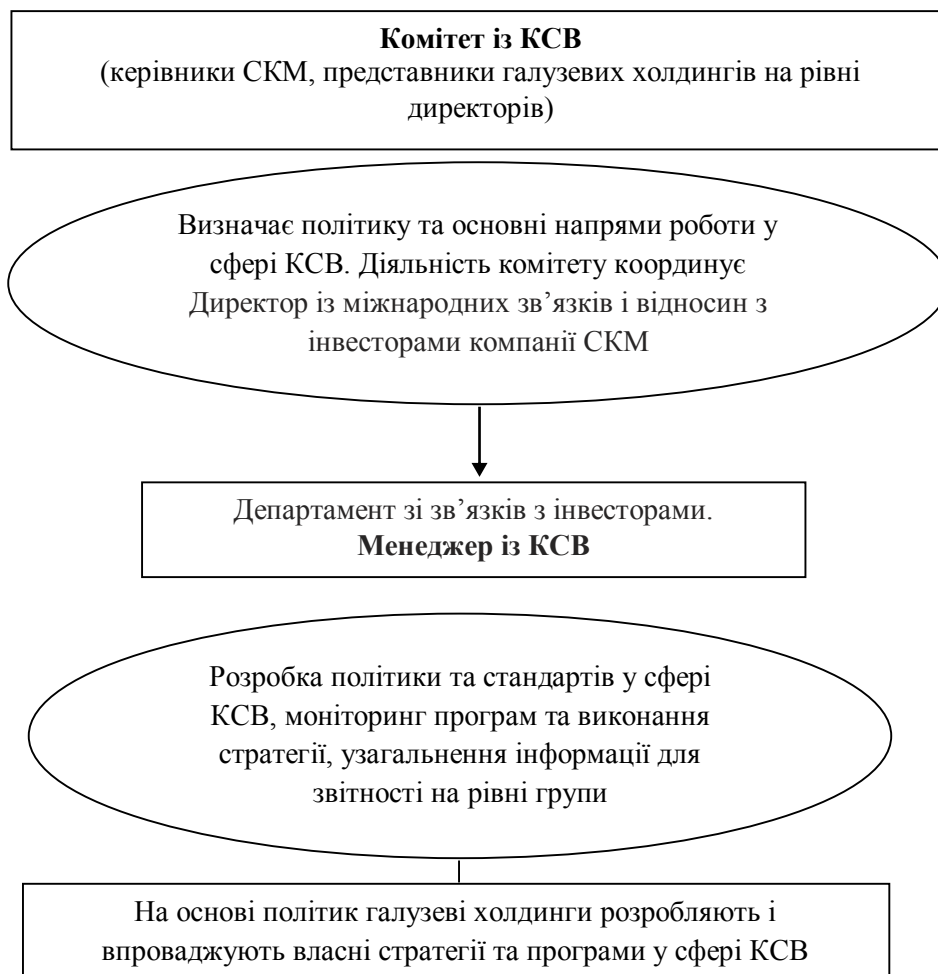 Комітет із КСВ
(керівники СКМ, представники галузевих холдингів на рівні
директорів)
Визначає політику та основні напрями роботи у
сфері КСВ. Діяльність комітету координує
Директор із міжнародних зв’язків і відносин з
інвесторами компанії СКМ
Департамент зі зв’язків з інвесторами.
Менеджер із КСВ
Розробка політики та стандартів у сфері
КСВ, моніторинг програм та виконання
стратегії, узагальнення інформації для
звітності на рівні групи
На основі політик галузеві холдинги розробляють і
впроваджують власні стратегії та програми у сфері КСВ